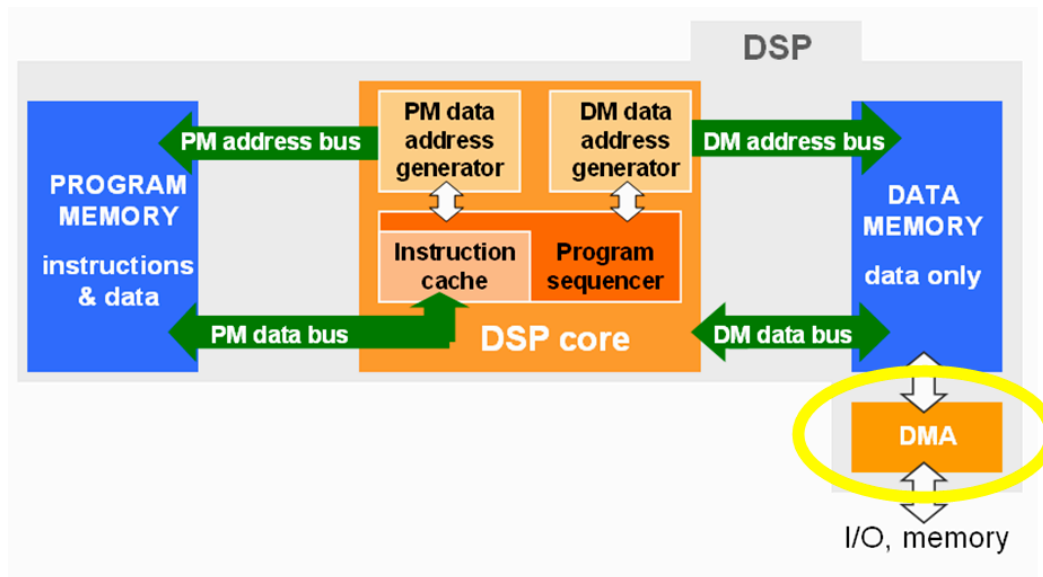 DSP
PROGRAM
MEMORY
instructions
& data
PM address bus
PM data bus
PM data
address
generator
DM data
address
generator
Instruction
cache
Program
sequencer
DSP core
DM address bus
DM data bus
DATA
MEMORY
data only
DMA
I/O, memory